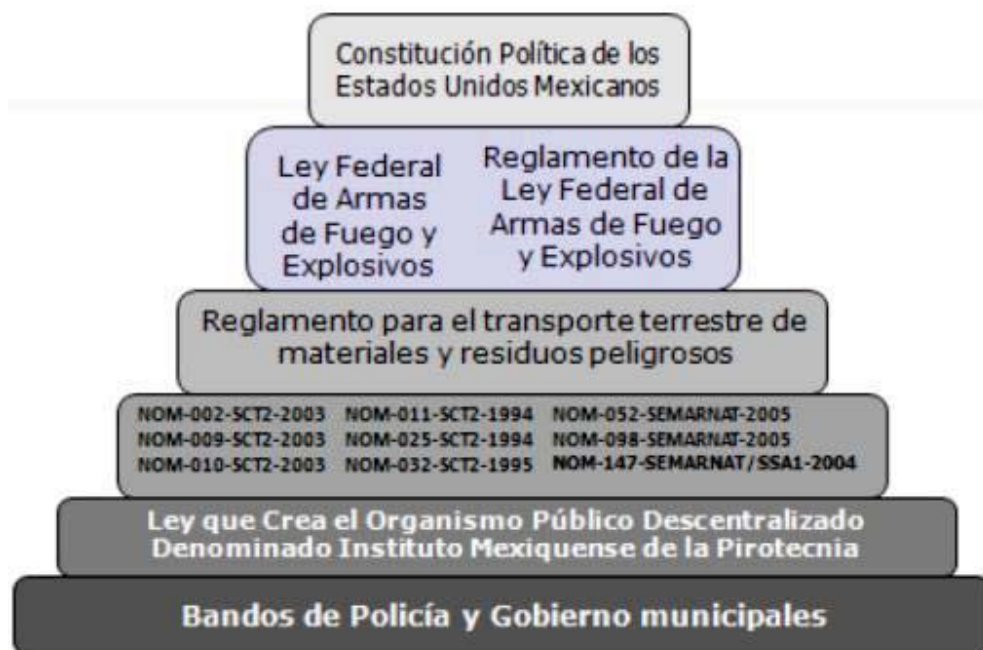 Constitución Política de los
Estados Unidos Mexicanos
Ley Federal
de Armas
de Fuego y
Explosivos
Reglamento de la
Ley Federal de
Armas de Fuego
y Explosivos
Reglamento para el transporte terrestre de
materiales y residuos peligrosos
NOM-002-SCT2-2003 NOM-011-SCT2-1994 NOM-052-SEMARNAT-2005
NOM-009-SCT2-2003 NOM-025-SCT2-1994 NOM-098-SEMARNAT-2005
NOM-010-SCT2-2003 NOM-032-SCT2-1995 NOM-147-SEMARNAT/SSA1-2004
Ley que Crea el Organismo Público Descentralizado
Denominado Instituto Mexiquense de la Pirotecnia
Bandos de Policía y Gobierno municipales